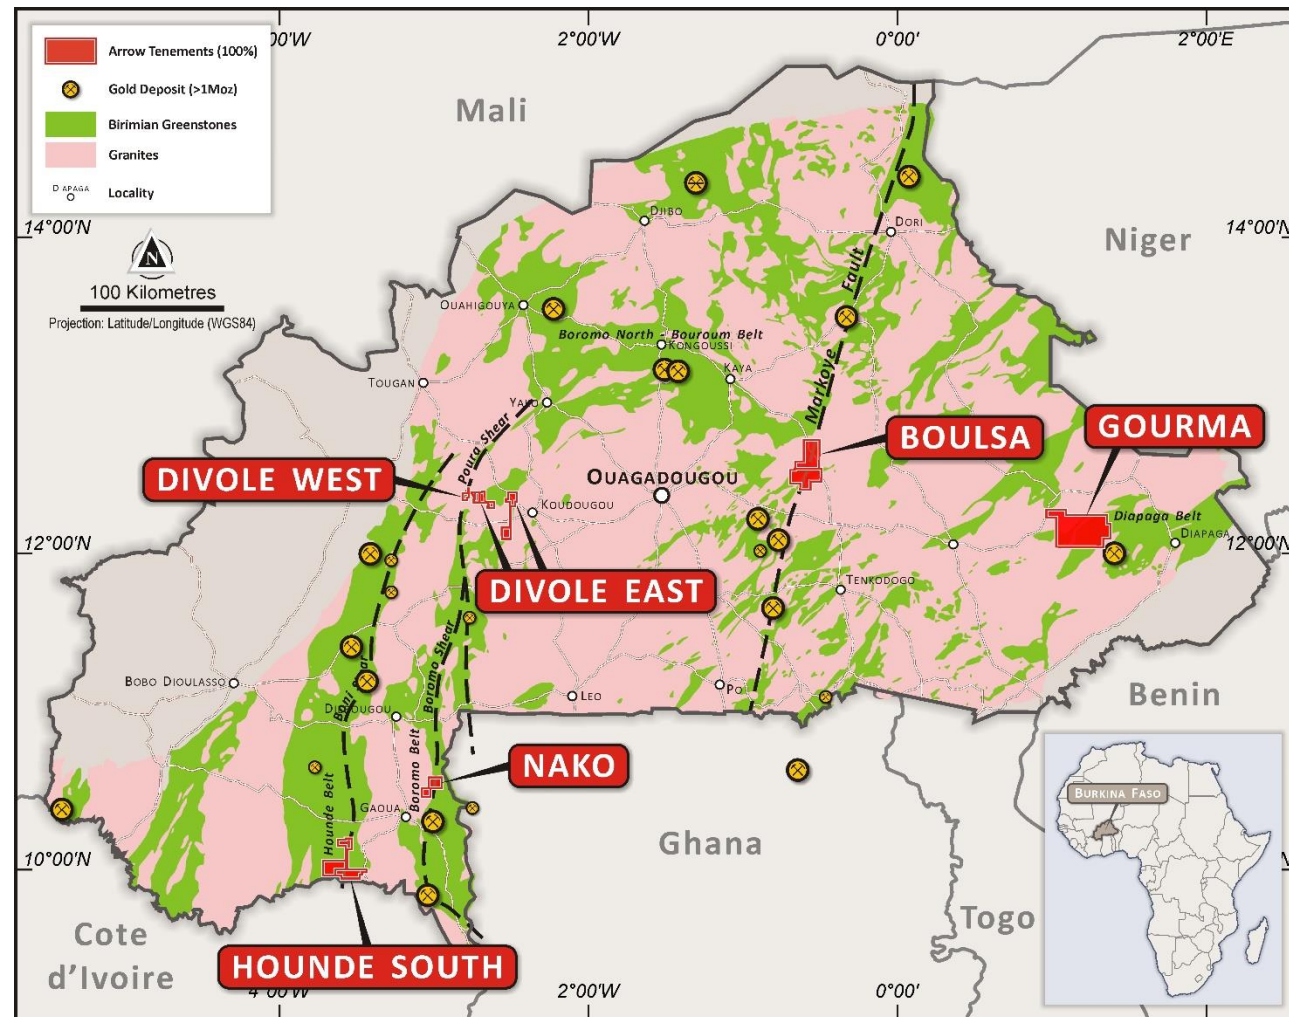 Arrow Tenements (100%)
Gold Deposit (>1Moz)
Birimian Greenstones
Granites
DIAPAGA
Locality
2°00'W
0°00'
2°00'E
Mali
Niger
14°00'N
14°00'N
N
100 Kilometres
Projection: Latitude/Longitude (WGS84)
DJIBO
DORI
OUAHIGOUYA
Boromo North - Bouroum Belt
KONGOUSSI
KAYA
Markoye Fault
TOUGAN
YAKO
Poura Shear
BOULSA
GOURMA
DIVOLE WEST
OUAGADOUGOU
KOUDOUGOU
Diapaga Belt
DIAPAGA
12°00'N
12°00'N
DIVOLE EAST
TENKODOGO
Boromo Shear
BOBO DIOULASSO
LEO
PO
Benin
NAKO
Hounde Belt
Boromo Belt
GAOUA
BURKINA FASO
10°00'N
Ghana
Togo
Cote
d'Ivoire
HOUNDE SOUTH
4°00'W
2°00'W
0°00'